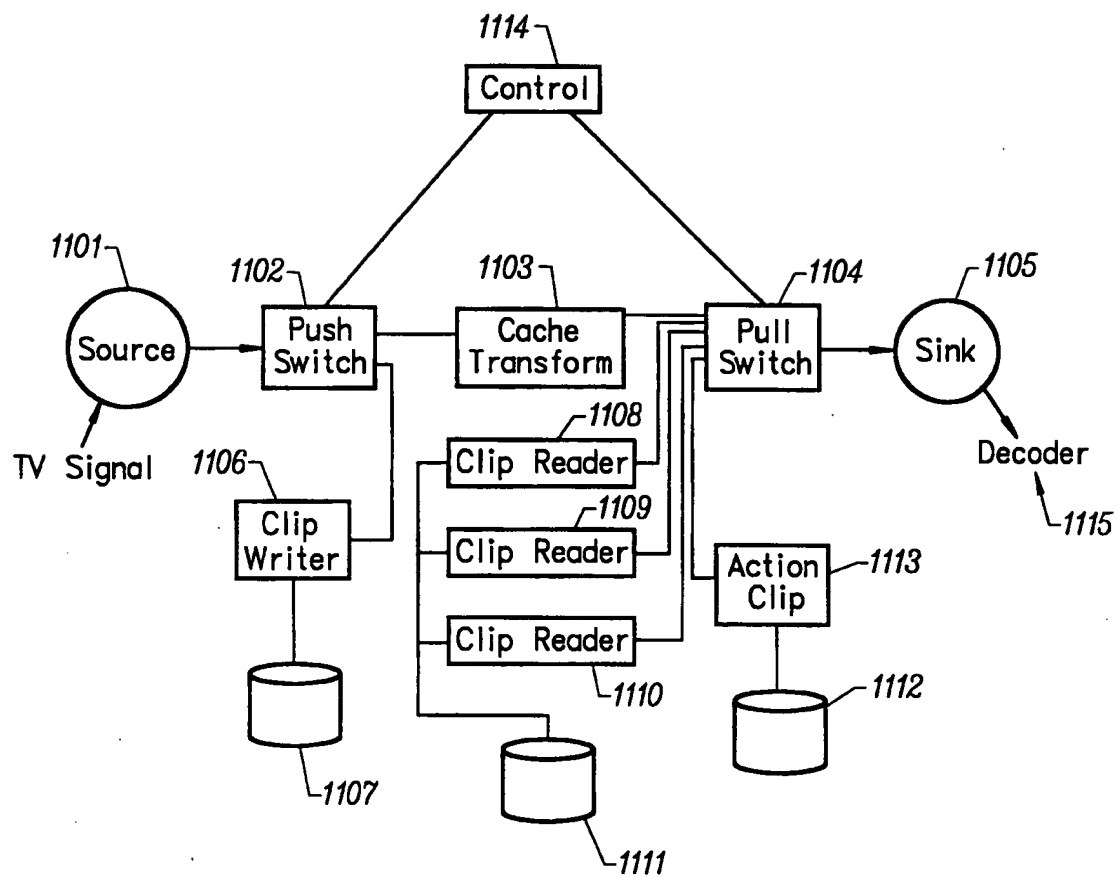 1114
Control
1101
Source
TV Signal
1102
Push
Switch
1103
Cache
Transform
1104
Pull
Switch
1105
Sink
Decoder
1115
1106
Clip
Writer
1107
1108
Clip Reader
1109
Clip Reader
Clip Reader
1110
1111
Action
Clip
1113
1112